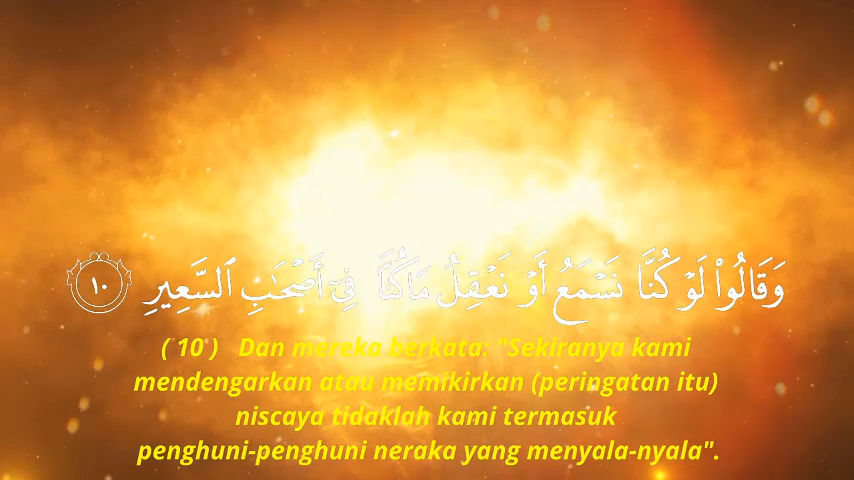 وَقَالُوا۟ لَوْ كُنَّا نَسْمَعُ أَوْ نَعْقِلُ مَا كُنَّا فِىٓ أَصْحَـٰبِ ٱلسَّعِيرِ ١٠
( 10 ) Dan mereka berkata: "Sekiranya kami
mendengarkan atau memikirkan (peringatan itu)
niscaya tidaklah kami termasuk
penghuni-penghuni neraka yang menyala-nyala".